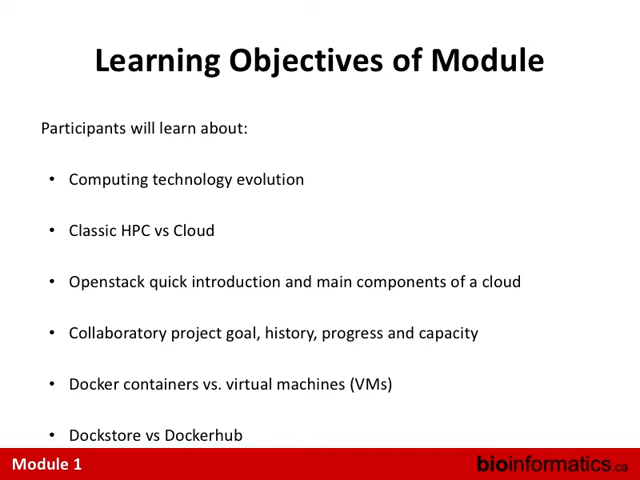 Learning Objectives of Module
Participants will learn about:
• Computing technology evolution
• Classic HPC vs Cloud
• Openstack quick introduction and main components of a cloud
• Collaboratory project goal, history, progress and capacity
• Docker containers vs. virtual machines (VMs)
• Dockstore vs Dockerhub
Module 1
bioinformatics.ca